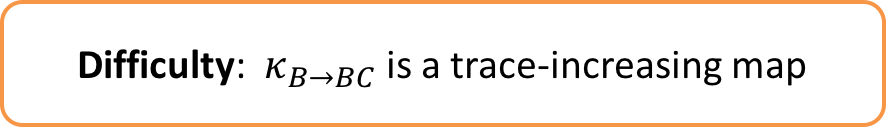 Difficulty: κ_{B→BC} is a trace-increasing map